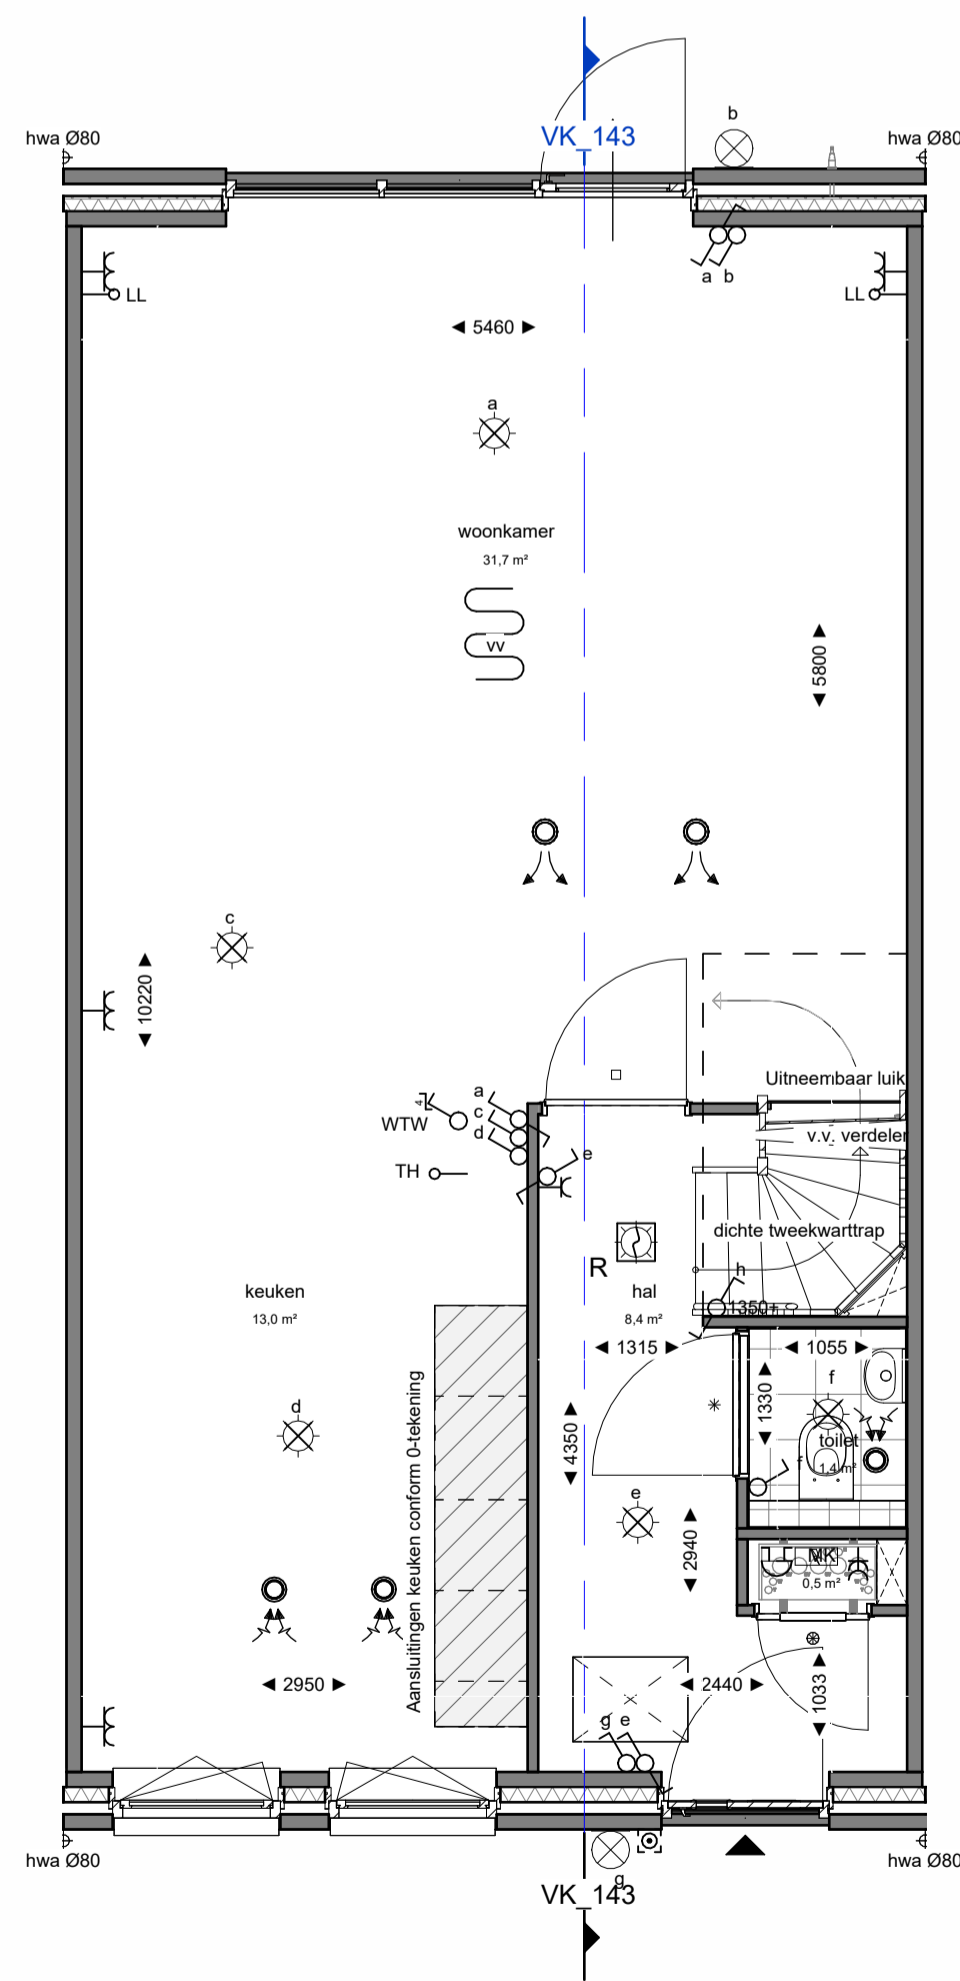 VK_143
b
hwa Ø80
hwa Ø80
a b
LL
LL
5460
a
woonkamer
31,7 m²
vv
5800
c
10220
Uitneembaar luik
a
4
WTW
c
d
v.v. verdeler
e
TH
dichte tweekwarttrap
R
h
keuken
13,0 m²
hal
8,4 m²
1350+
1315
1055
Aansluitingen keuken conform 0-tekening
f
1330
d
4350
toilet
1,4 m²
f
e
2940
MK
0,5 m²
2950
2440
1033
g e
hwa Ø80
hwa Ø80
g
VK_143